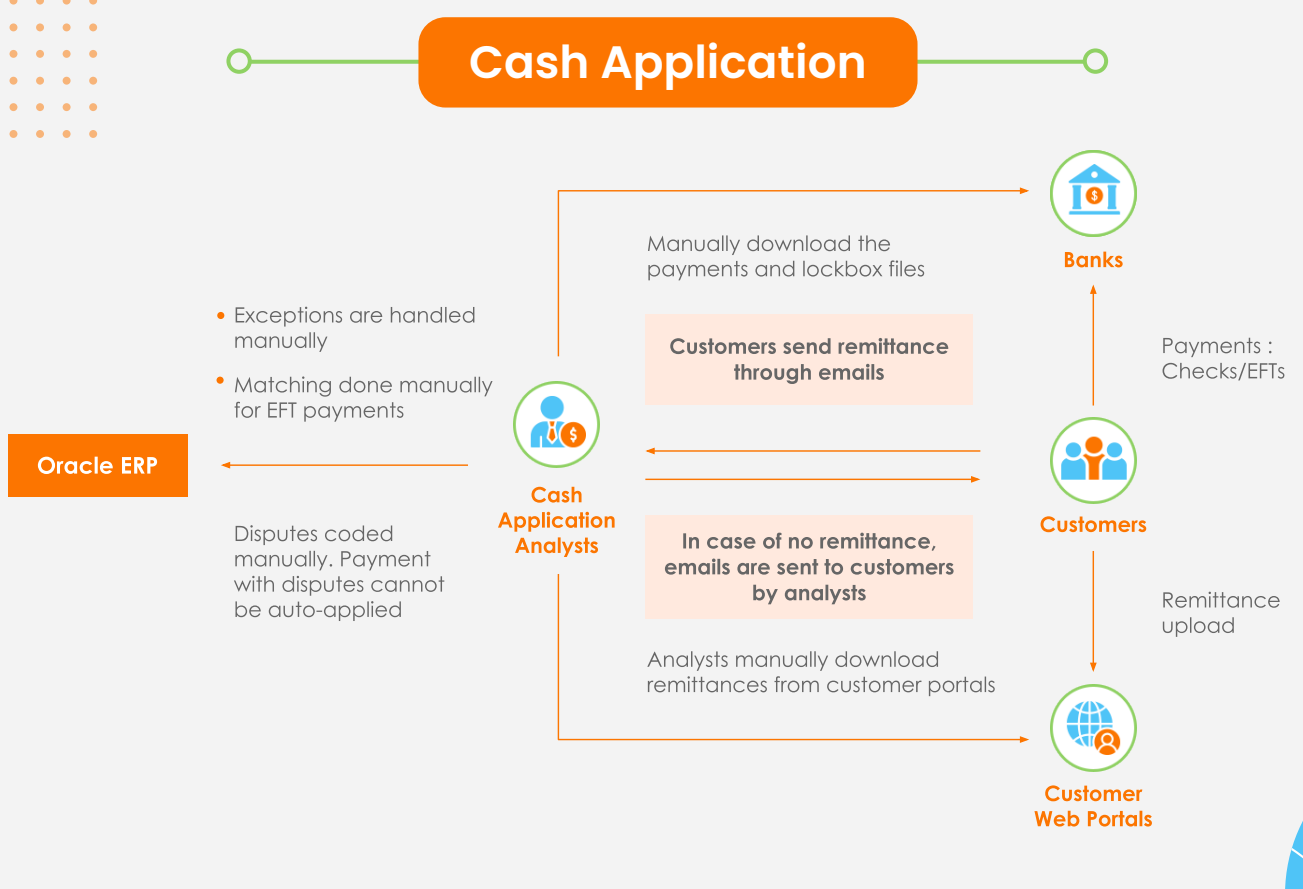 Cash Application
Banks
Manually download the
payments and lockbox files
Exceptions are handled
manually
Customers send remittance
through emails
Payments :
Checks/EFTs
Matching done manually
for EFT payments
Oracle ERP
Cash
Application
Analysts
Customers
Disputes coded
manually. Payment
with disputes cannot
be auto-applied
In case of no remittance,
emails are sent to customers
by analysts
Remittance
upload
Analysts manually download
remittances from customer portals
Customer
Web Portals